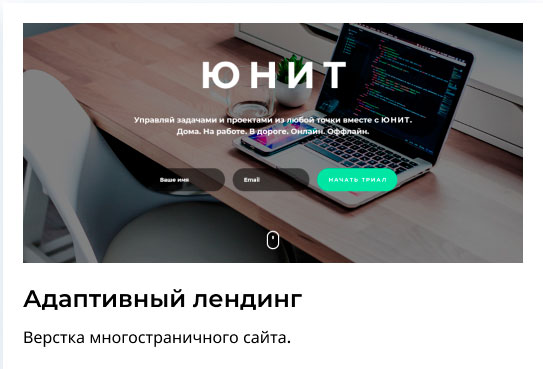 ЮНИТ
Управляй задачами и проектами из любой точки вместе с ЮНИТ.
Дома. На работе. В дороге. Онлайн. Оффлайн.
Ваше имя Email НАЧАТЬ ТРИАЛ
Адаптивный лендинг
Верстка многостраничного сайта.